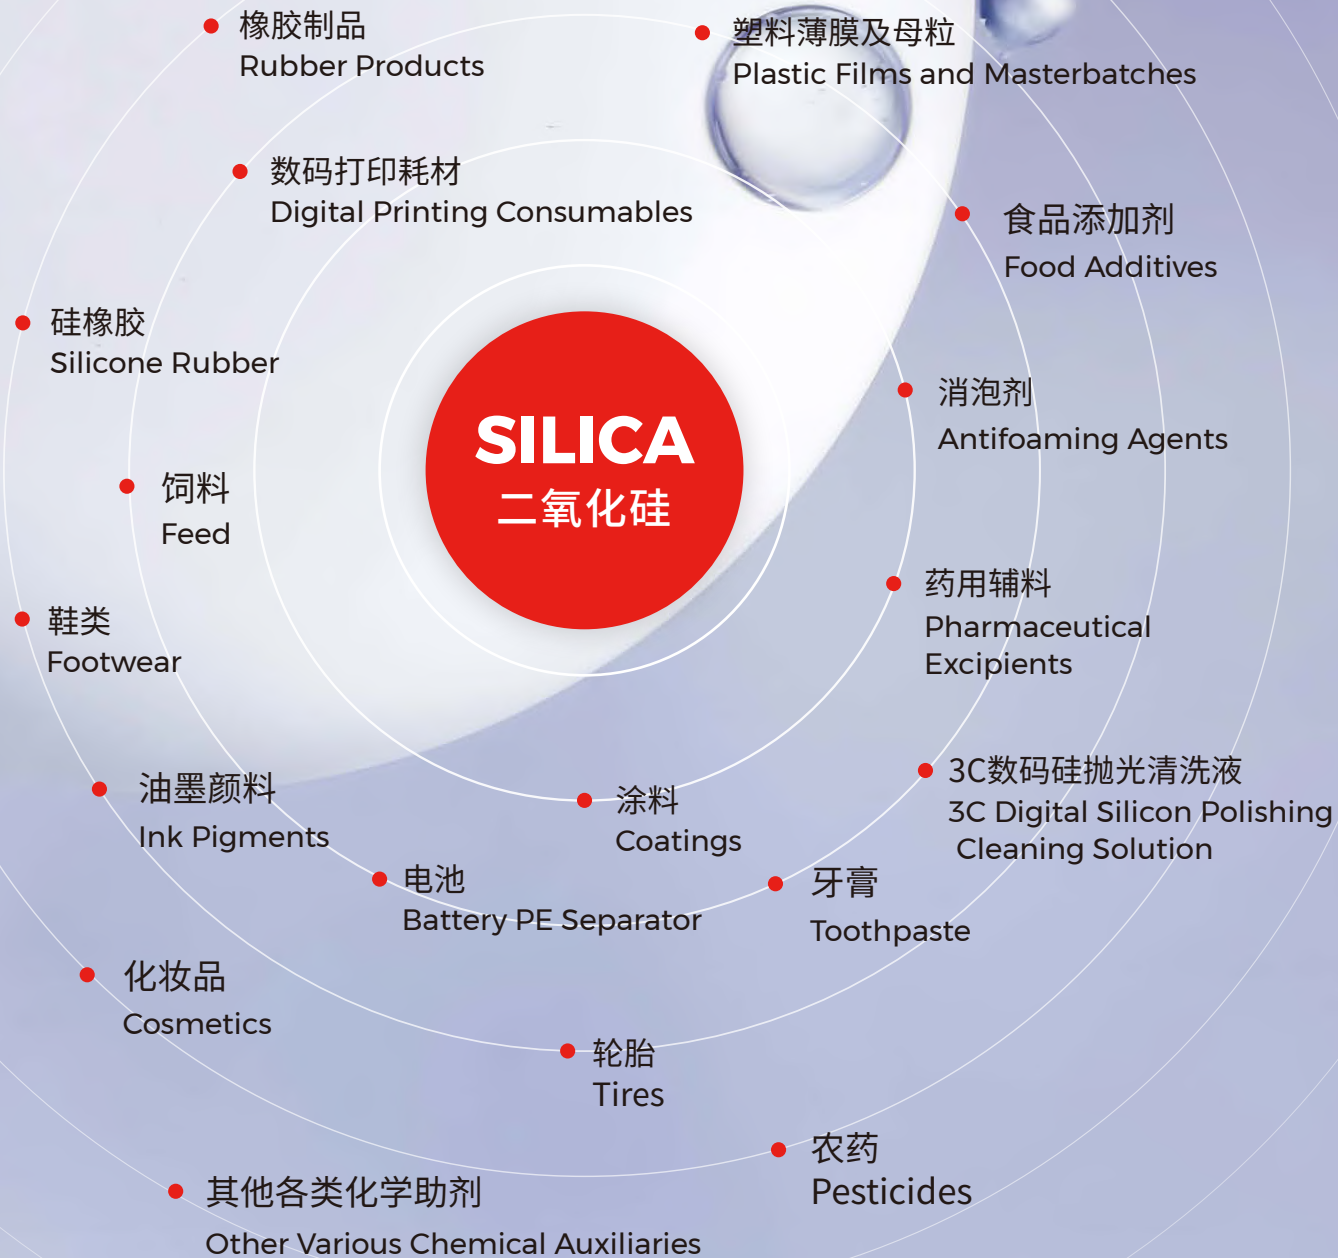 橡胶制品
Rubber Products
塑料薄膜及母粒
Plastic Films and Masterbatches
数码打印耗材
Digital Printing Consumables
食品添加剂
Food Additives
硅橡胶
Silicone Rubber
消泡剂
Antifoaming Agents
SILICA
二氧化硅
饲料
Feed
药用辅料
Pharmaceutical
Excipients
鞋类
Footwear
3C数码硅抛光清洗液
3C Digital Silicon Polishing
Cleaning Solution
油墨颜料
Ink Pigments
涂料
Coatings
电池
Battery PE Separator
牙膏
Toothpaste
化妆品
Cosmetics
轮胎
Tires
农药
Pesticides
其他各类化学助剂
Other Various Chemical Auxiliaries